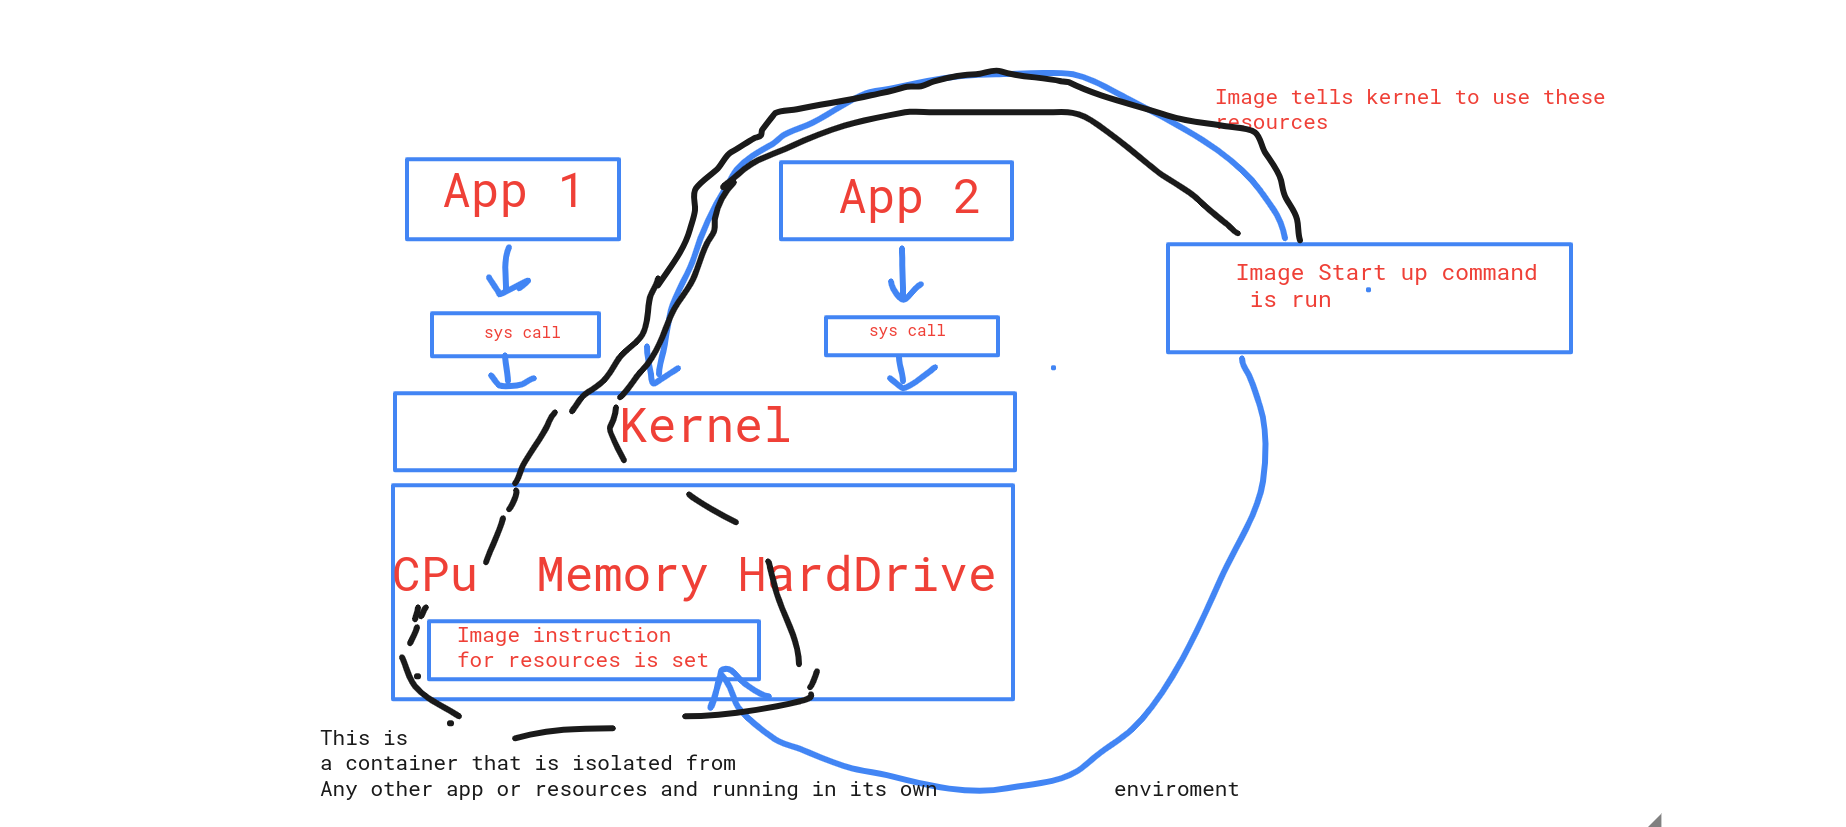 Image tells kernel to use these
resources
App 1
App 2
Image Start up command
is run
sys call
sys call
Kernel
CPu Memory HardDrive
Image instruction
for resources is set
This is
a container that is isolated from
Any other app or resources and running in its own enviroment